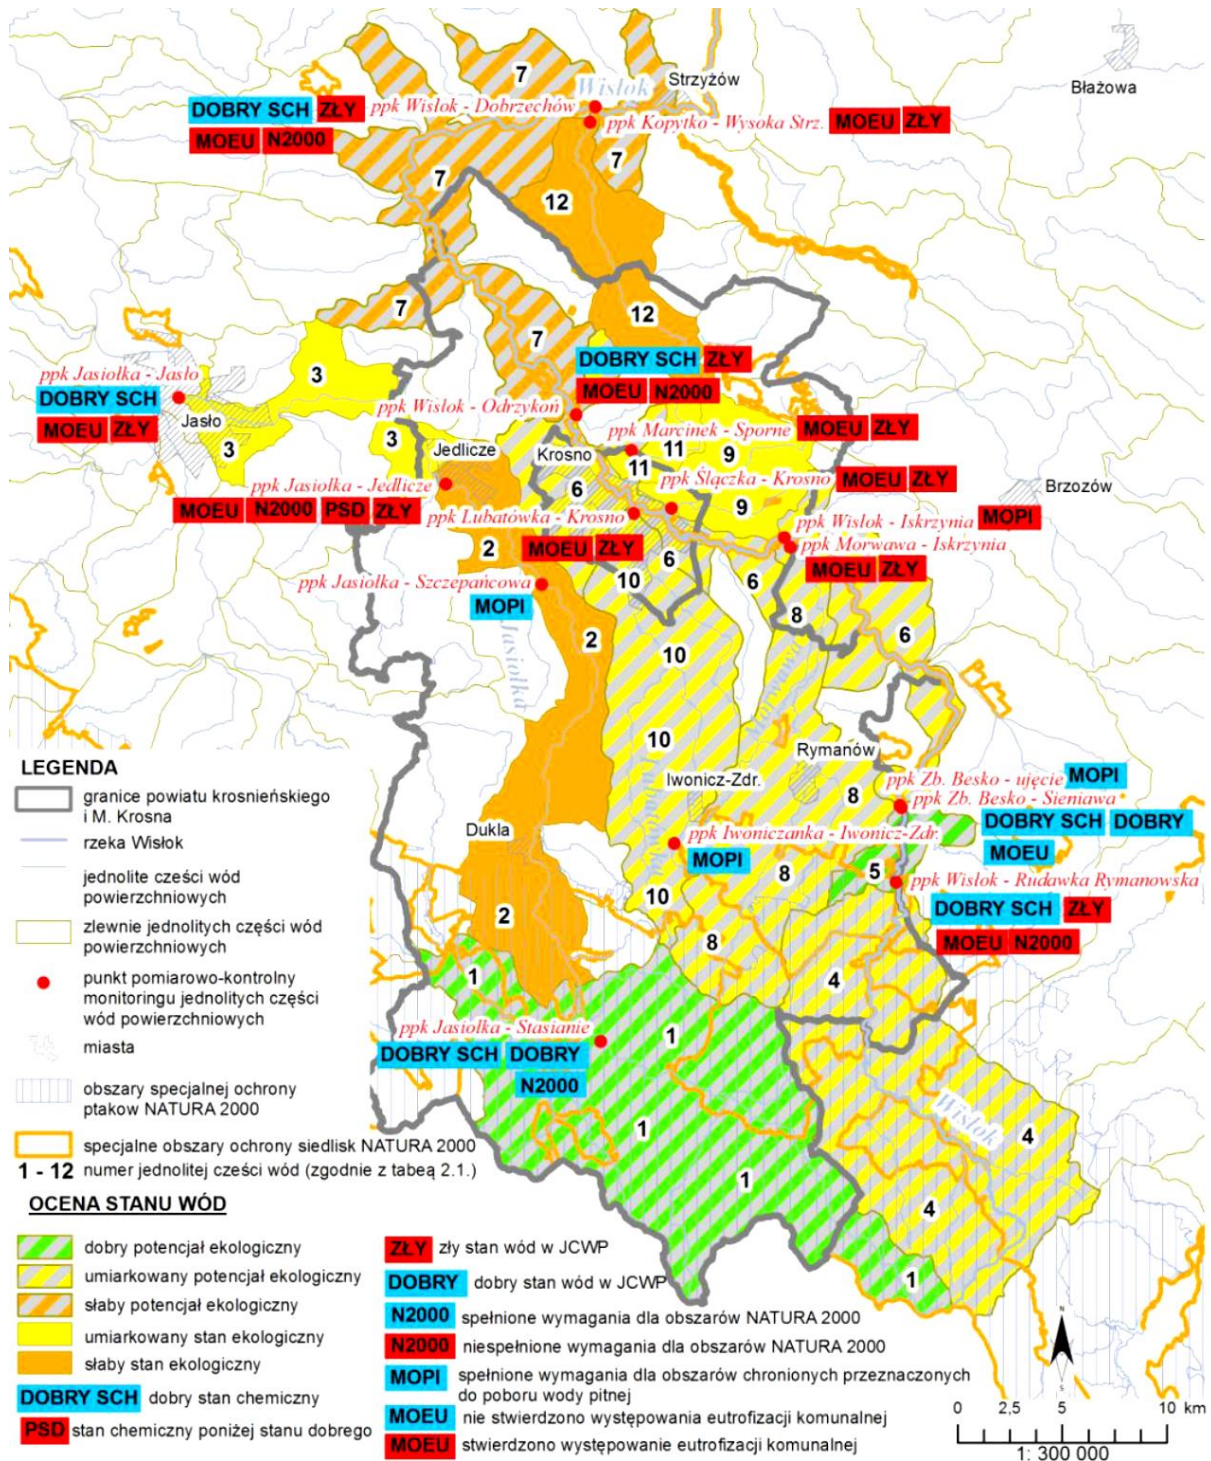 7
Wisłok
Strzyżów
Błażowa
DOBRY SCH ZŁY ppk Wisłok - Dobrzechów
MOEU N2000
ppk Kopytko - Wysoka Strz. MOEU ZŁY
7
7
12
7
12
7
3
DOBRY SCH ZŁY
MOEU N2000
ppk Jasiołka - Jasło
DOBRY SCH
MOEU ZŁY
Jasło
3
3
ppk Wisłok - Odrzykoń
ppk Marcinek - Sporne MOEU ZŁY
Jedlicze
Krosno
11
9
11
ppk Jasiołka - Jedlicze
MOEU N2000 PSD ZŁY
6
ppk Ślączka - Krosno MOEU ZŁY
Brzozów
9
ppk Lubatówka - Krosno
MOEU ZŁY
ppk Wisłok - Iskrzynia MOPI
ppk Morwawa - Iskrzynia
MOEU ZŁY
2
6
10
6
ppk Jasiołka - Szczepańcowa
MOPI
8
6
2
Jasiołka
10
Morwawa
10
Rymanów
Iwonicz-Zdr.
Lubatówka
8
ppk Zb. Besko - ujęcie MOPI
ppk Zb. Besko - Sieniawa
DOBRY SCH DOBRY
MOEU
Dukla
ppk Iwoniczanka - Iwonicz-Zdr.
MOPI
8
5
ppk Wisłok - Rudawka Rymanowska
DOBRY SCH ZŁY
MOEU N2000
10
2
8
1
4
ppk Jasiołka - Stasianie
DOBRY SCH DOBRY
N2000
1
Wisłok
1
4
1
4
1
LEGENDA
granice powiatu krosnieńskiego
i M. Krosna
rzeka Wisłok
jednolite cześci wód
powierzchniowych
zlewnie jednolitych części wód
powierzchniowych
punkt pomiarowo-kontrolny
monitoringu jednolitych części
wód powierzchniowych
miasta
obszary specjalnej ochrony
ptakow NATURA 2000
specjalne obszary ochrony siedlisk NATURA 2000
1 - 12 numer jednolitej cześci wód (zgodnie z tabeą 2.1.)
OCENA STANU WÓD
dobry potencjał ekologiczny
umiarkowany potencjał ekologiczny
słaby potencjał ekologiczny
umiarkowany stan ekologiczny
słaby stan ekologiczny
DOBRY SCH dobry stan chemiczny
PSD stan chemiczny poniżej stanu dobrego
ZŁY zły stan wód w JCWP
DOBRY dobry stan wód w JCWP
N2000 spełnione wymagania dla obszarów NATURA 2000
N2000 niespełnione wymagania dla obszarów NATURA 2000
MOPI spełnione wymagania dla obszarów chronionych przeznaczonych
do poboru wody pitnej
MOEU nie stwierdzono występowania eutrofizacji komunalnej
MOEU stwierdzono występowanie eutrofizacji komunalnej
N
S
0 2,5 5 10 km
1: 300 000